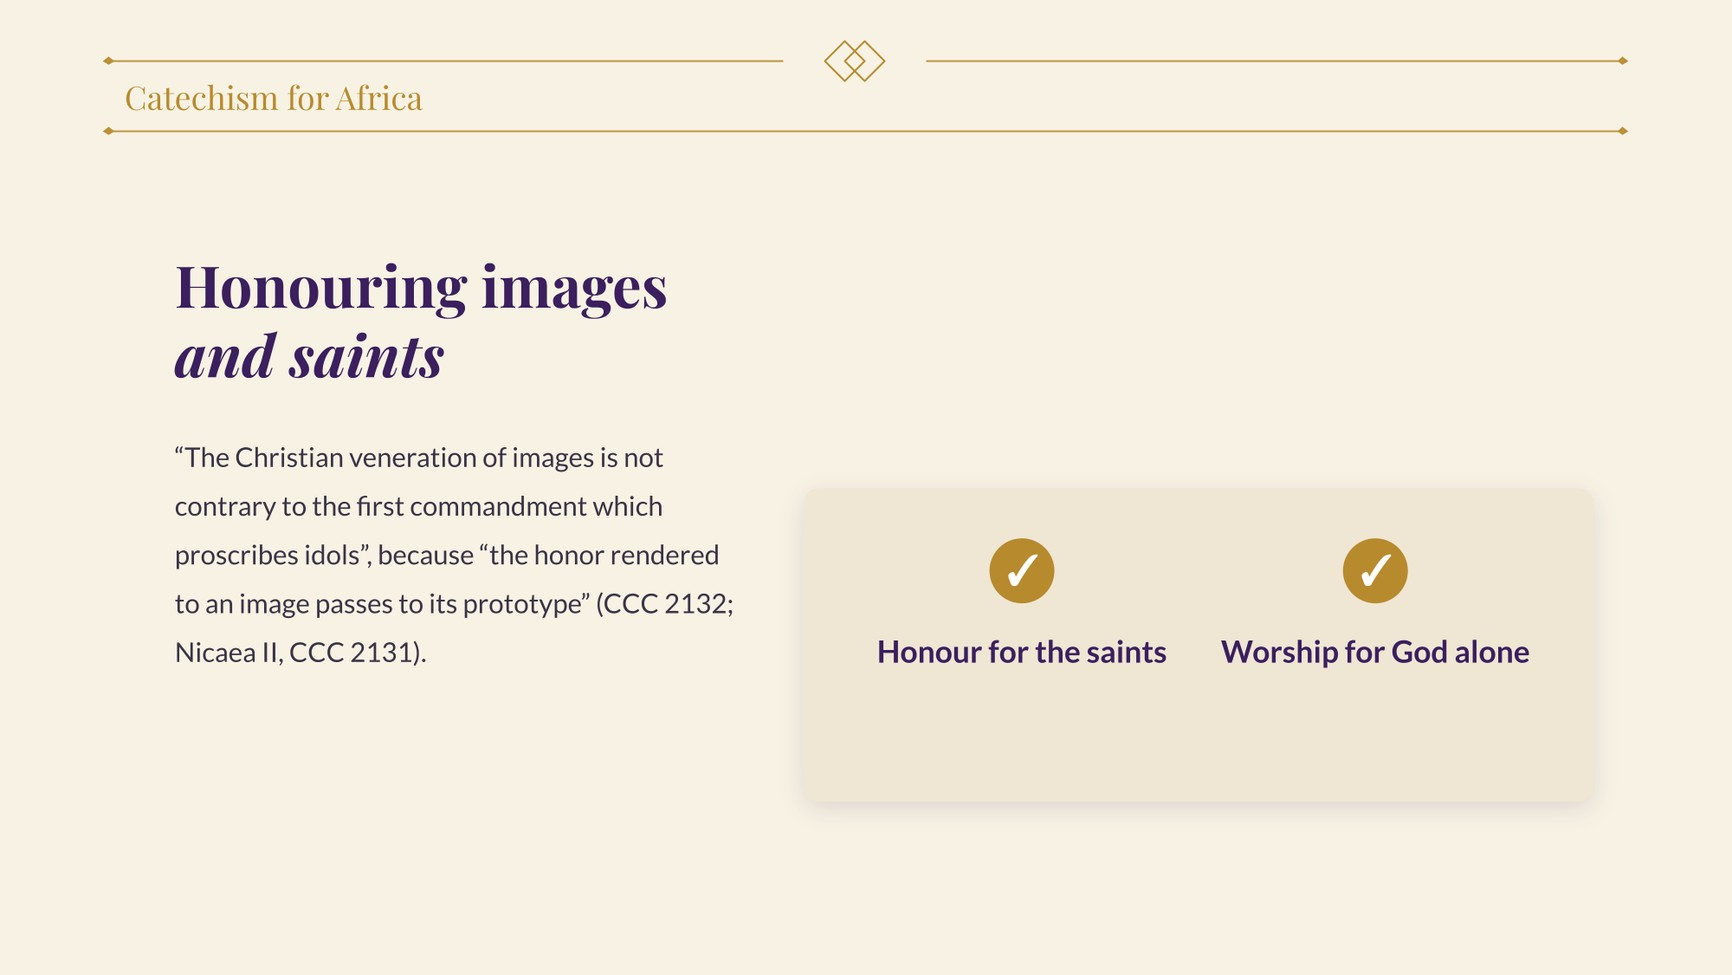 Catechism for Africa
Honouring images
and saints
“The Christian veneration of images is not
contrary to the first commandment which
proscribes idols”, because “the honor rendered
to an image passes to its prototype” (CCC 2132;
Nicaea II, CCC 2131).
Honour for the saints
Worship for God alone